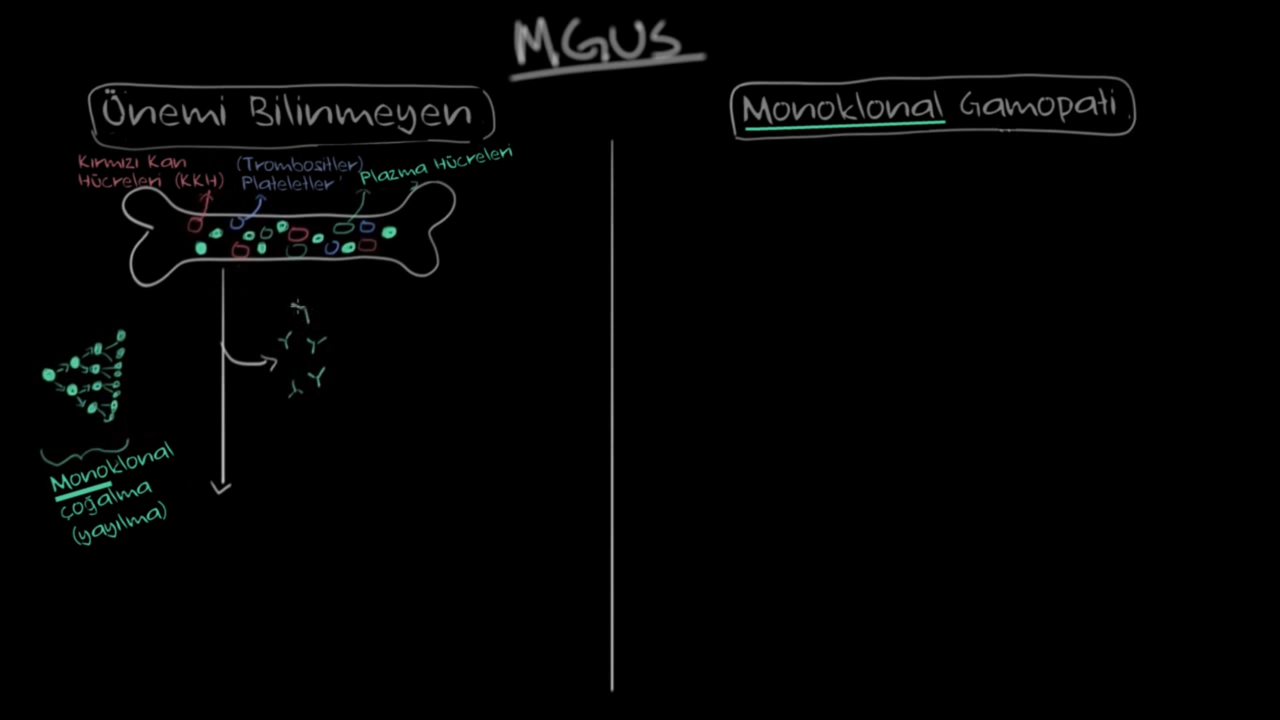 MGUS
Önemi Bilinmeyen
Monoklonal Gamopati
Kırmızı Kan
Hücreleri (KKH)
(Trombositler)
Plateletler
Plazma Hücreleri
Monoklonal
çoğalma
(yayılma)